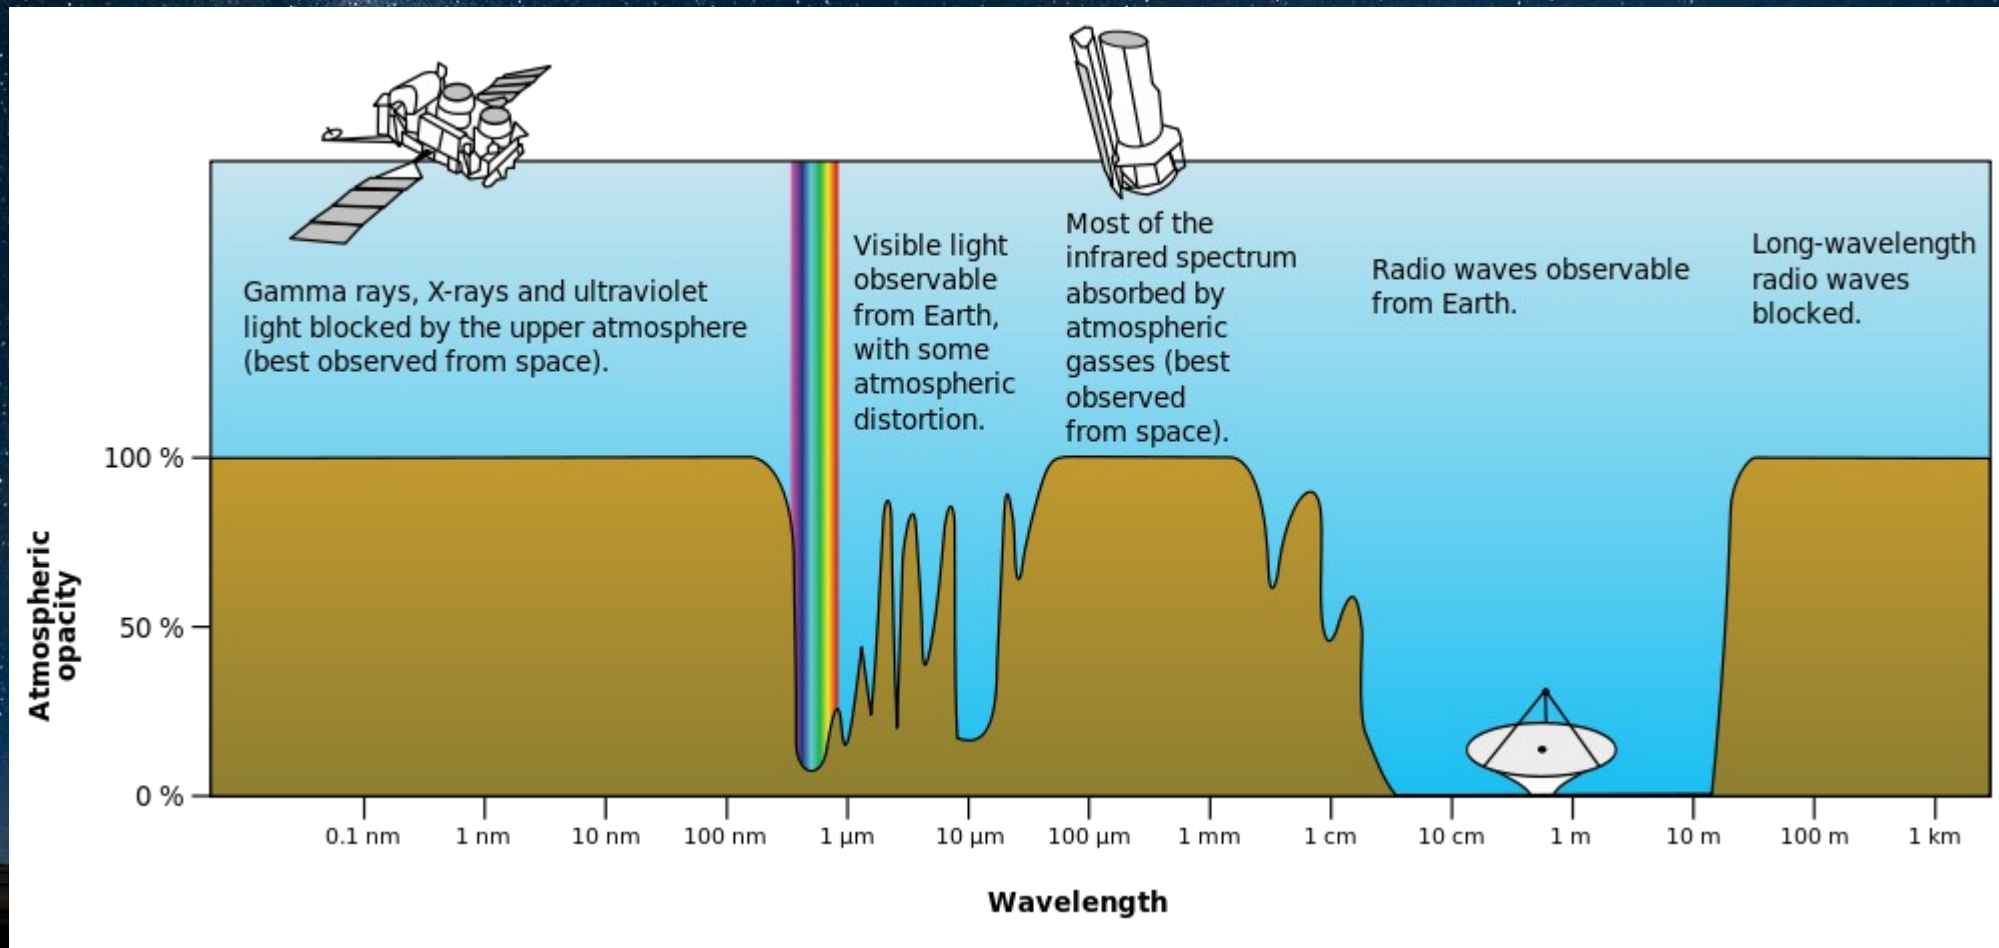 Gamma rays, X-rays and ultraviolet
light blocked by the upper atmosphere
(best observed from space).
Visible light
observable
from Earth,
with some
atmospheric
distortion.
Most of the
infrared spectrum
absorbed by
atmospheric
gasses (best
observed
from space).
Radio waves observable
from Earth.
Long-wavelength
radio waves
blocked.
Atmospheric
opacity
100 %
50 %
0 %
0.1 nm
1 nm
10 nm
100 nm
1 µm
10 µm
100 µm
1 mm
1 cm
10 cm
1 m
10 m
100 m
1 km
Wavelength